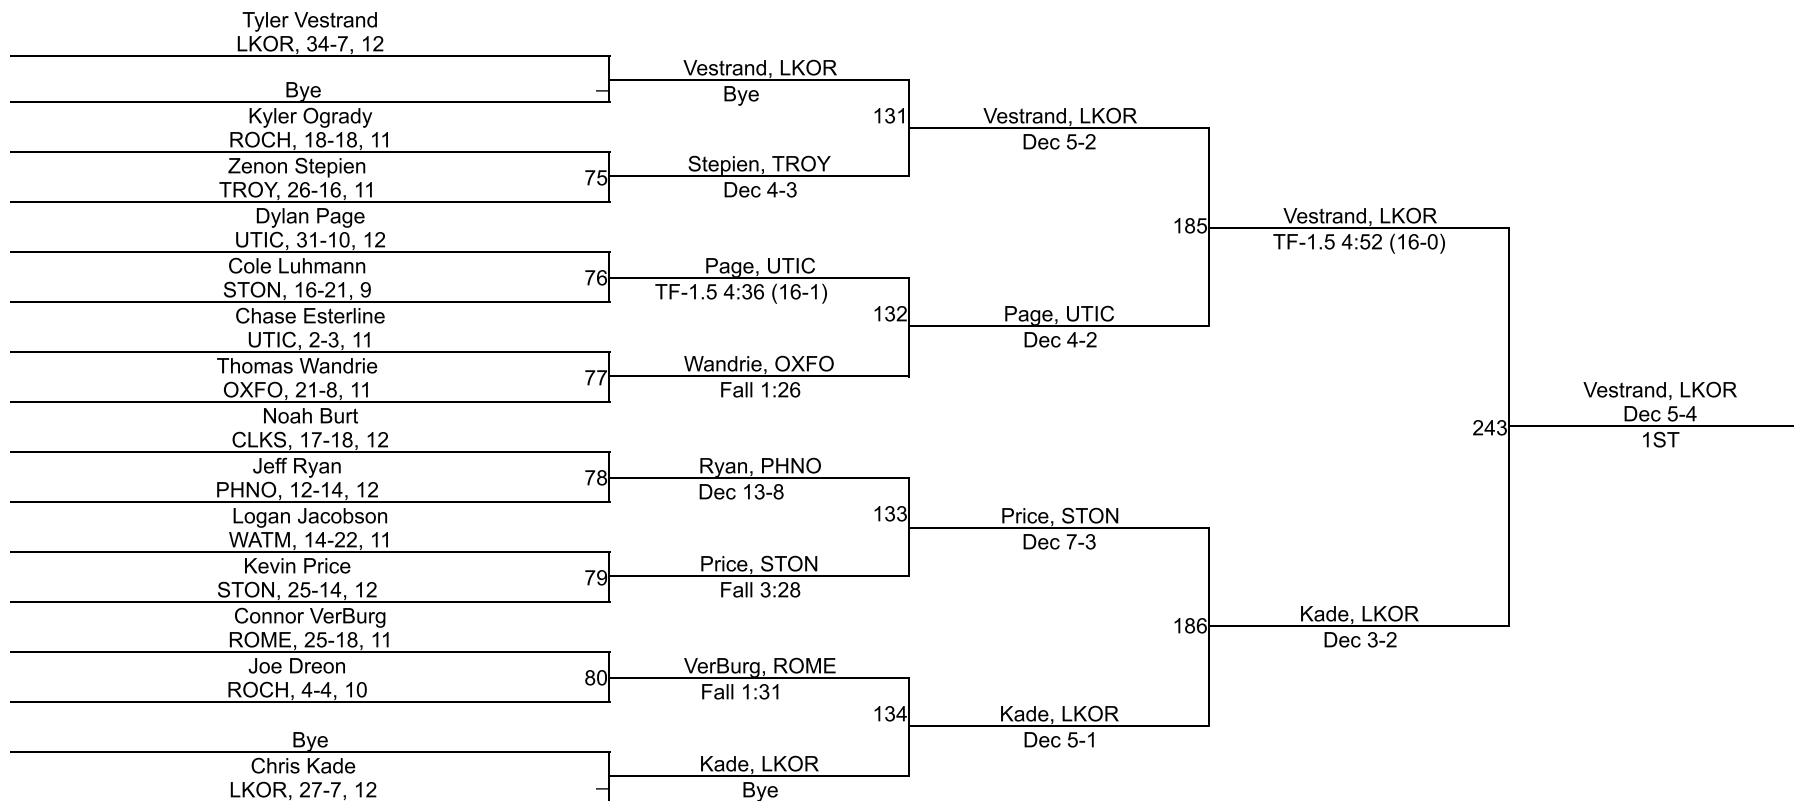 Tyler Vestrand
LKOR, 34-7, 12
Bye
Kyler Ogrady
ROCH, 18-18, 11
Zenon Stepien
TROY, 26-16, 11
75
Dylan Page
UTIC, 31-10, 12
Cole Luhmann
STON, 16-21, 9
76
Chase Esterline
UTIC, 2-3, 11
Thomas Wandrie
OXFO, 21-8, 11
77
Noah Burt
CLKS, 17-18, 12
Jeff Ryan
PHNO, 12-14, 12
78
Logan Jacobson
WATM, 14-22, 11
Kevin Price
STON, 25-14, 12
79
Connor VerBurg
ROME, 25-18, 11
Joe Dreon
ROCH, 4-4, 10
80
Bye
Chris Kade
LKOR, 27-7, 12
Vestrand, LKOR
Bye
131
Stepien, TROY
Dec 4-3
Page, UTIC
TF-1.5 4:36 (16-1)
132
Wandrie, OXFO
Fall 1:26
Ryan, PHNO
Dec 13-8
133
Price, STON
Fall 3:28
VerBurg, ROME
Fall 1:31
134
Kade, LKOR
Bye
Vestrand, LKOR
Dec 5-2
185
Page, UTIC
Dec 4-2
Price, STON
Dec 7-3
186
Kade, LKOR
Dec 5-1
Vestrand, LKOR
TF-1.5 4:52 (16-0)
243
Kade, LKOR
Dec 3-2
Vestrand, LKOR
Dec 5-4
1ST